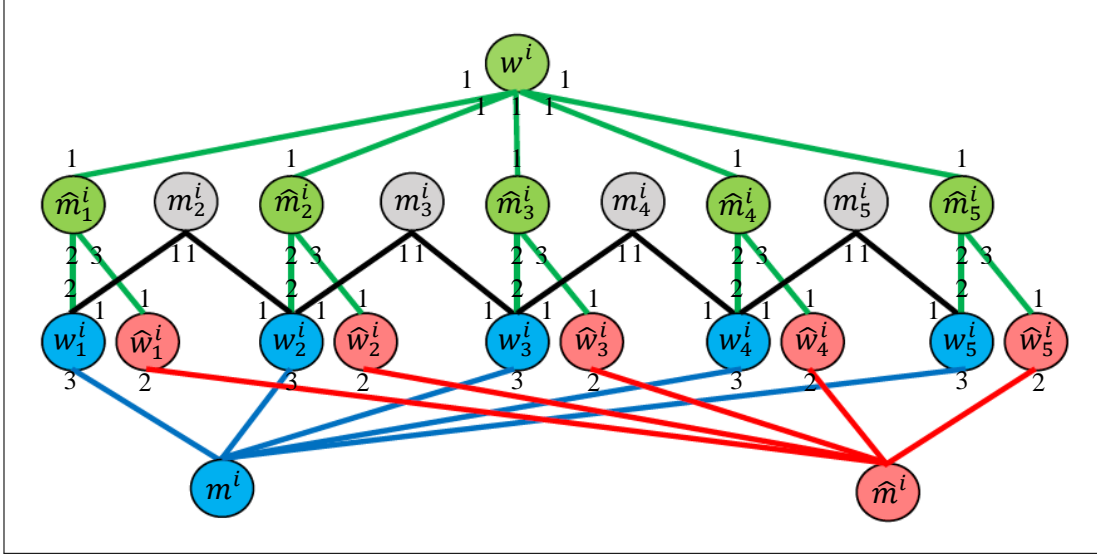 w^i
1 1
1 1 1
1 1 1 1 1
m̂_1^i m_2^i m̂_2^i m_3^i m̂_3^i m_4^i m̂_4^i m_5^i m̂_5^i
2 3 1 1 2 3 1 1 2 3 1 1 2 3 1 1 2 3
2 2 2 2 2
1 1 1 1 1 1 1 1 1 1 1 1 1
w_1^i ŵ_1^i w_2^i ŵ_2^i w_3^i ŵ_3^i w_4^i ŵ_4^i w_5^i ŵ_5^i
3 2 3 2 3 2 3 2 3 2
m^i m̂^i